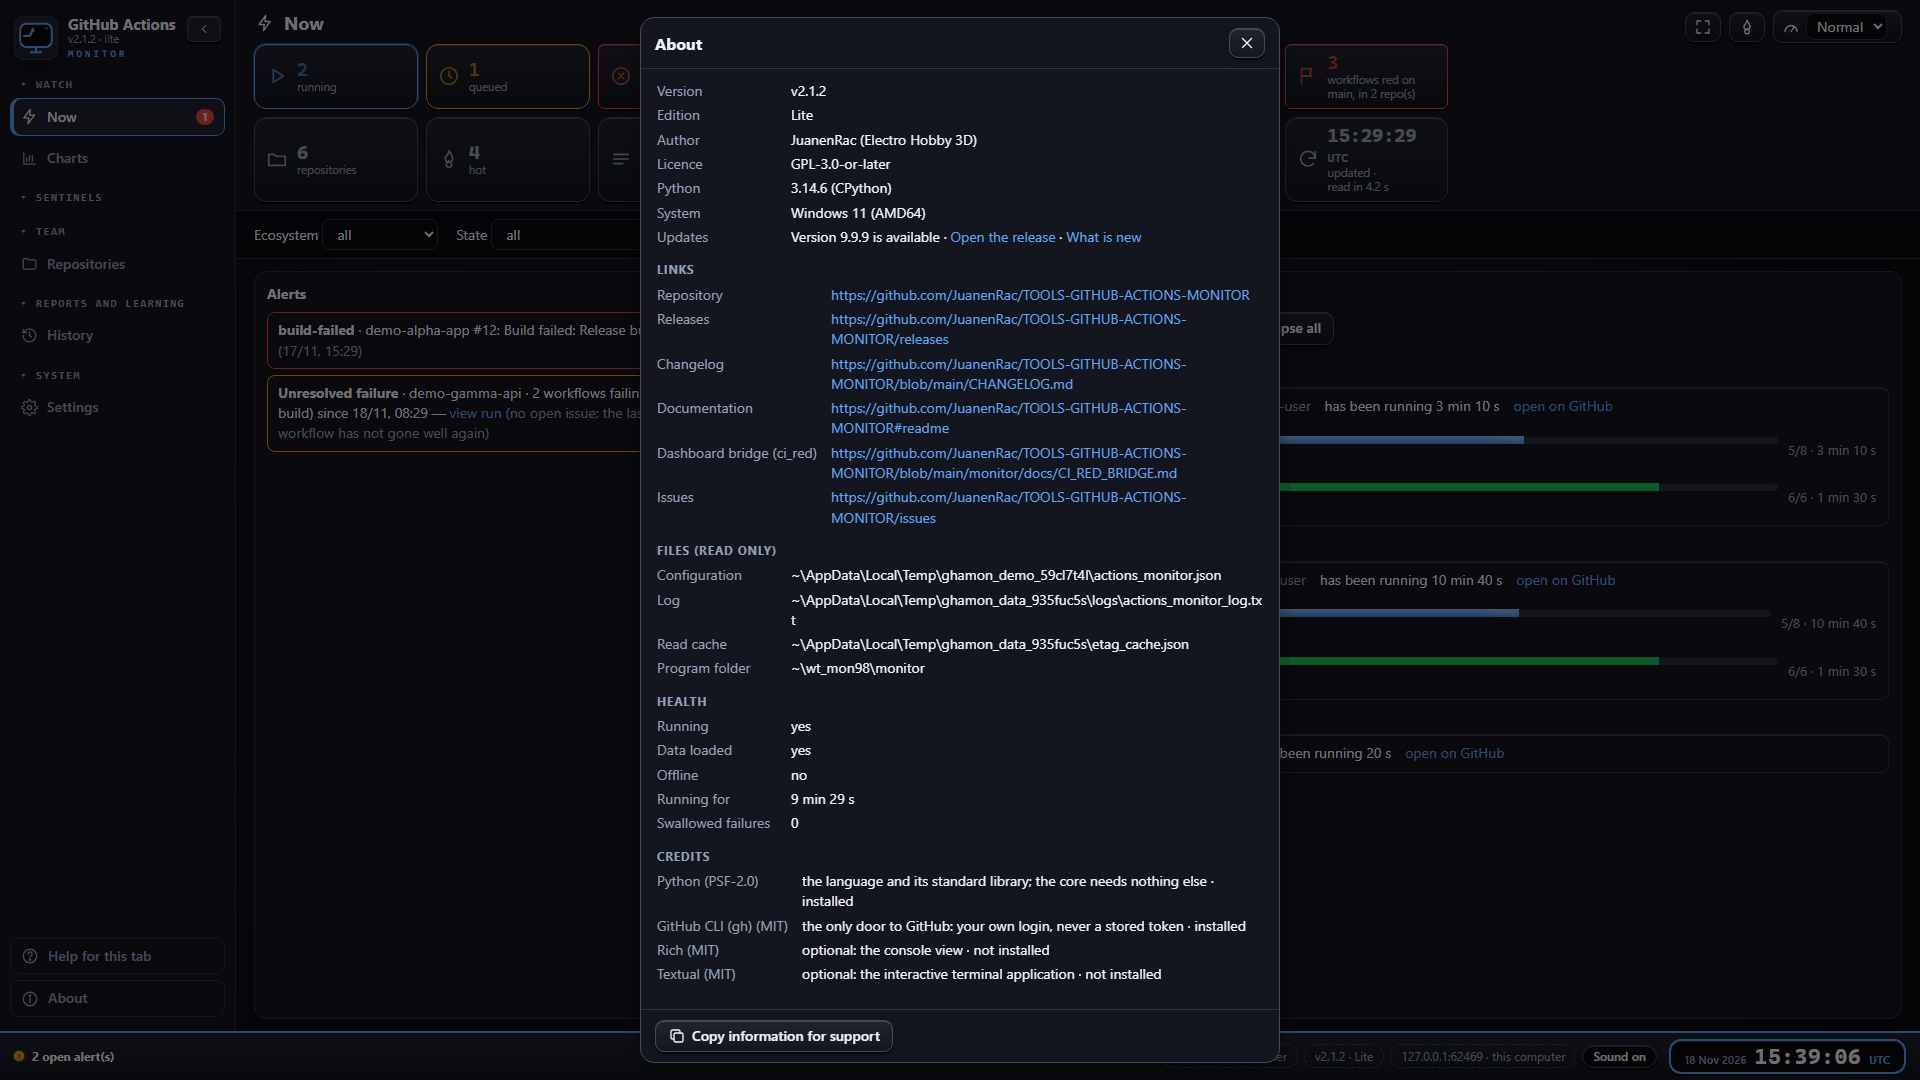 GitHub Actions
v2.1.2 · lite
MONITOR
WATCH
Now
1
Charts
SENTINELS
TEAM
Repositories
REPORTS AND LEARNING
History
SYSTEM
Settings
Help for this tab
About
Now
2
running
1
queued
3
workflows red on
main, in 2 repo(s)
Normal
6
repositories
4
hot
15:29:29
UTC
updated ·
read in 4.2 s
Ecosystem all State all
Alerts
build-failed · demo-alpha-app #12: Build failed: Release
(17/11, 15:29)
Unresolved failure · demo-gamma-api · 2 workflows
build) since 18/11, 08:29 — view run (no open issue; the
workflow has not gone well again)
About
Version v2.1.2
Edition Lite
Author JuanenRac (Electro Hobby 3D)
Licence GPL-3.0-or-later
Python 3.14.6 (CPython)
System Windows 11 (AMD64)
Updates Version 9.9.9 is available · Open the release · What is new
LINKS
Repository https://github.com/JuanenRac/TOOLS-GITHUB-ACTIONS-MONITOR
Releases https://github.com/JuanenRac/TOOLS-GITHUB-ACTIONS-
MONITOR/releases
Changelog https://github.com/JuanenRac/TOOLS-GITHUB-ACTIONS-
MONITOR/blob/main/CHANGELOG.md
Documentation https://github.com/JuanenRac/TOOLS-GITHUB-ACTIONS-
MONITOR#readme
Dashboard bridge (ci_red) https://github.com/JuanenRac/TOOLS-GITHUB-ACTIONS-
MONITOR/blob/main/monitor/docs/CI_RED_BRIDGE.md
Issues https://github.com/JuanenRac/TOOLS-GITHUB-ACTIONS-
MONITOR/issues
FILES (READ ONLY)
Configuration ~\AppData\Local\Temp\ghamon_demo_59cl7t4l\actions_monitor.json
Log ~\AppData\Local\Temp\ghamon_data_935fuc5s\logs\actions_monitor_log.tx
t
Read cache ~\AppData\Local\Temp\ghamon_data_935fuc5s\etag_cache.json
Program folder ~\wt_mon98\monitor
HEALTH
Running yes
Data loaded yes
Offline no
Running for 9 min 29 s
Swallowed failures 0
CREDITS
Python (PSF-2.0) the language and its standard library; the core needs nothing else ·
installed
GitHub CLI (gh) (MIT) the only door to GitHub: your own login, never a stored token · installed
Rich (MIT) optional: the console view · not installed
Textual (MIT) optional: the interactive terminal application · not installed
Copy information for support
pse all
-user has been running 3 min 10 s open on GitHub
5/8 · 3 min 10 s
6/6 · 1 min 30 s
user has been running 10 min 40 s open on GitHub
5/8 · 10 min 40 s
6/6 · 1 min 30 s
been running 20 s open on GitHub
2 open alert(s)
er
v2.1.2 · Lite
127.0.0.1:62469 · this computer
Sound on
18 Nov 2026 15:39:06 UTC